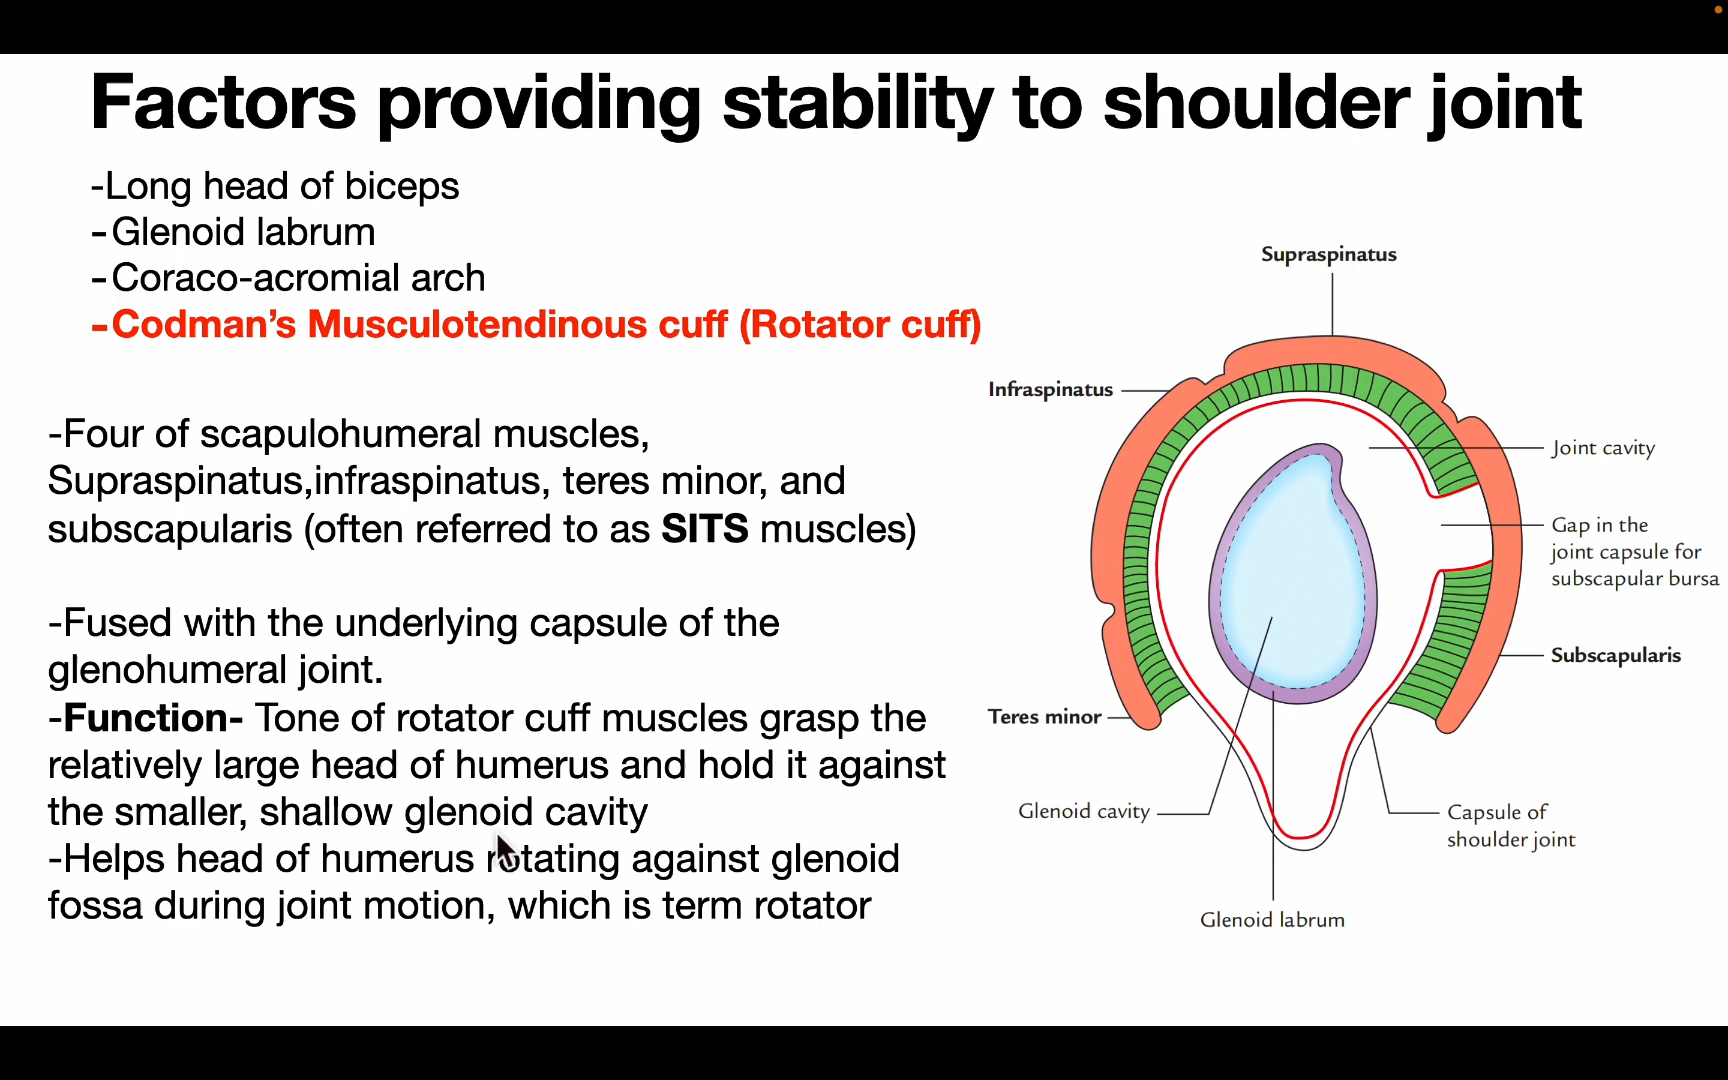 Factors providing stability to shoulder joint
-Long head of biceps
-Glenoid labrum
-Coraco-acromial arch
-Codman’s Musculotendinous cuff (Rotator cuff)
-Four of scapulohumeral muscles,
Supraspinatus,infraspinatus, teres minor, and
subscapularis (often referred to as SITS muscles)
-Fused with the underlying capsule of the
glenohumeral joint.
-Function- Tone of rotator cuff muscles grasp the
relatively large head of humerus and hold it against
the smaller, shallow glenoid cavity
-Helps head of humerus rotating against glenoid
fossa during joint motion, which is term rotator
Supraspinatus
Infraspinatus
Joint cavity
Gap in the
joint capsule for
subscapular bursa
Subscapularis
Teres minor
Glenoid cavity
Capsule of
shoulder joint
Glenoid labrum